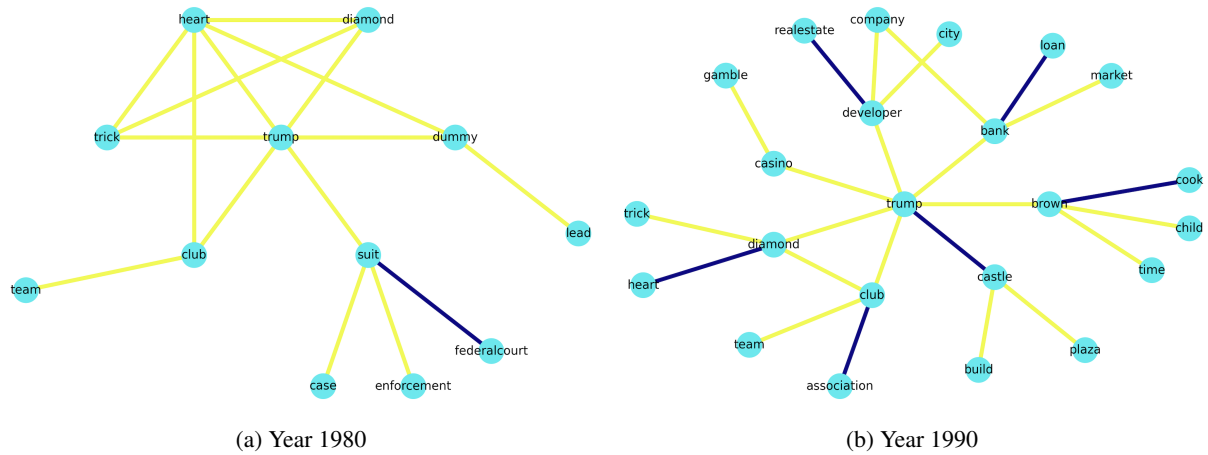 heart
diamond
trick
trump
dummy
lead
club
suit
team
federalcourt
case
enforcement
(a) Year 1980
company
realestate
city
loan
gamble
market
developer
bank
casino
cook
trump
brown
trick
child
diamond
time
castle
heart
club
team
plaza
build
association
(b) Year 1990